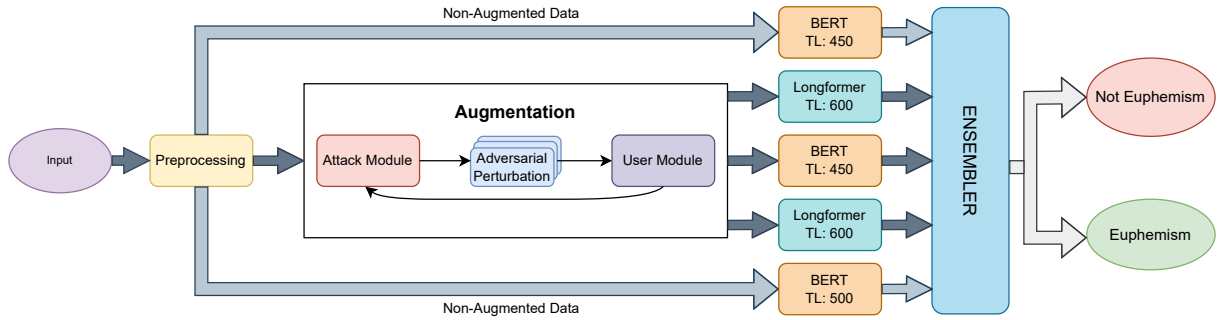 Non-Augmented Data
BERT
TL: 450
Longformer
TL: 600
Augmentation
Input
Preprocessing
Attack Module
Adversarial
Perturbation
User Module
BERT
TL: 450
Longformer
TL: 600
BERT
TL: 500
Non-Augmented Data
ENSEMBLER
Not Euphemism
Euphemism